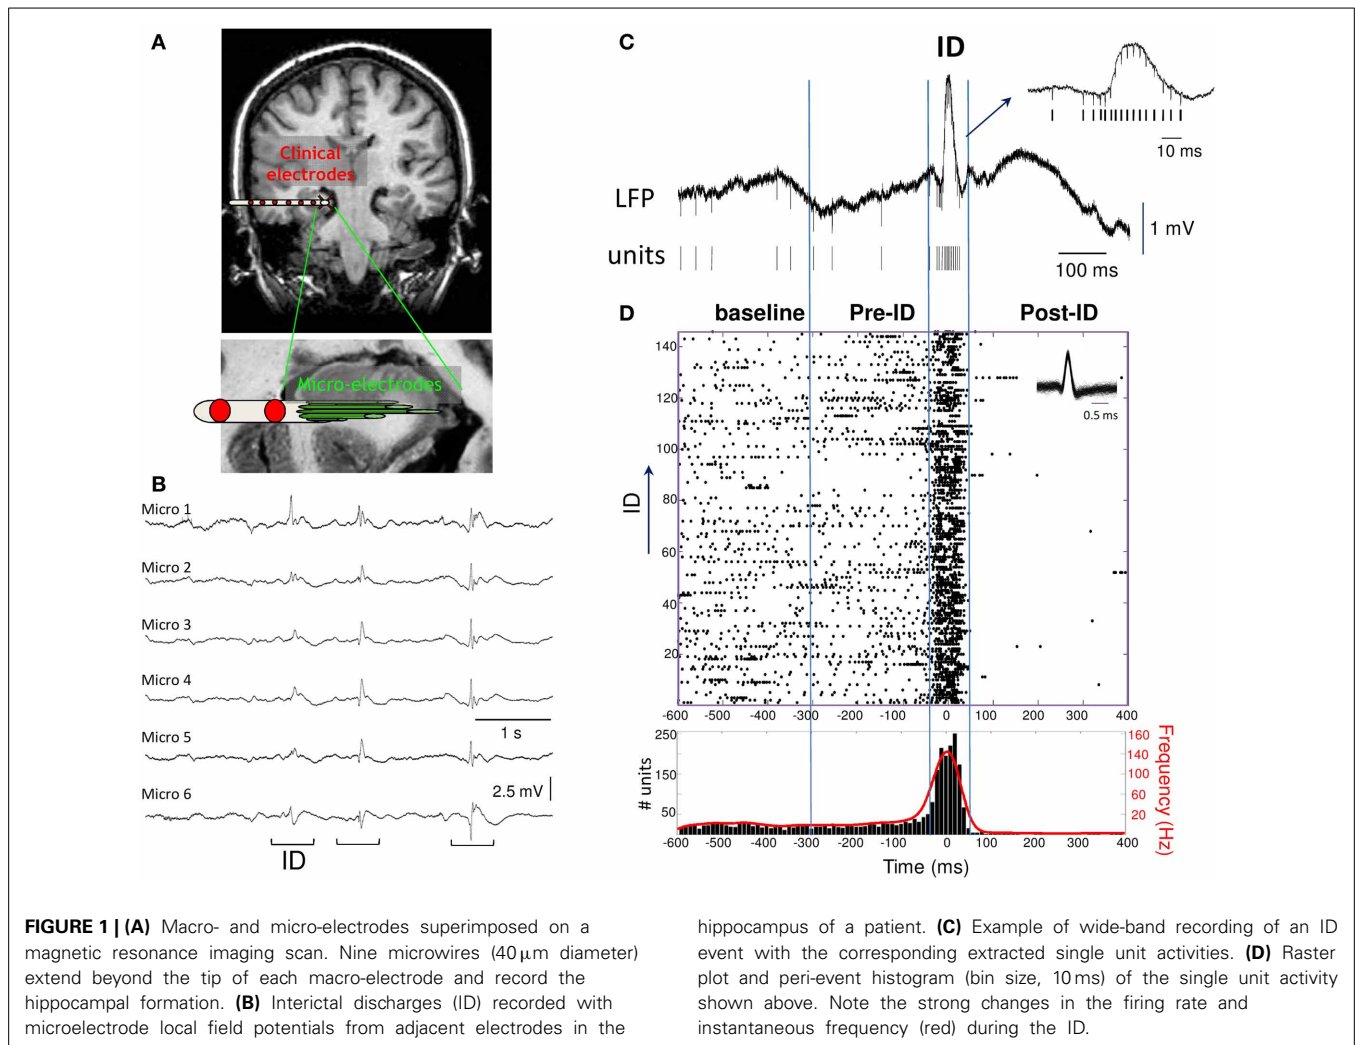 A
Clinical
electrodes
Micro-electrodes
B
Micro 1
Micro 2
Micro 3
Micro 4
1 s
Micro 5
2.5 mV
Micro 6
ID
C
ID
10 ms
LFP
1 mV
units
100 ms
D
baseline Pre-ID Post-ID
140
120
100
80
60
40
20
ID
0.5 ms
-600 -500 -400 -300 -200 -100 0 100 200 300 400
250
150
50
# units
160
140
100
60
20
Frequency (Hz)
-600 -500 -400 -300 -200 -100 0 100 200 300 400
Time (ms)
FIGURE 1 | (A) Macro- and micro-electrodes superimposed on a
magnetic resonance imaging scan. Nine microwires (40 μm diameter)
extend beyond the tip of each macro-electrode and record the
hippocampal formation. (B) Interictal discharges (ID) recorded with
microelectrode local field potentials from adjacent electrodes in the
hippocampus of a patient. (C) Example of wide-band recording of an ID
event with the corresponding extracted single unit activities. (D) Raster
plot and peri-event histogram (bin size, 10 ms) of the single unit activity
shown above. Note the strong changes in the firing rate and
instantaneous frequency (red) during the ID.